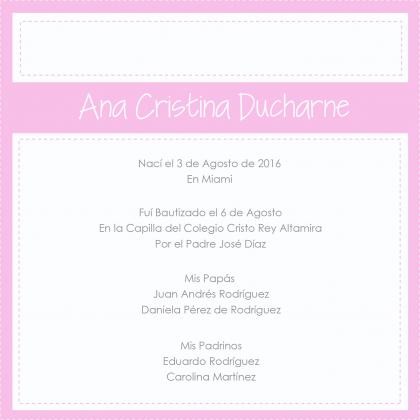 Ana Cristina Ducharne
Nací el 3 de Agosto de 2016
En Miami
Fuí Bautizado el 6 de Agosto
En la Capilla del Colegio Cristo Rey Altamira
Por el Padre José Díaz
Mis Papás
Juan Andrés Rodríguez
Daniela Pérez de Rodríguez
Mis Padrinos
Eduardo Rodríguez
Carolina Martínez